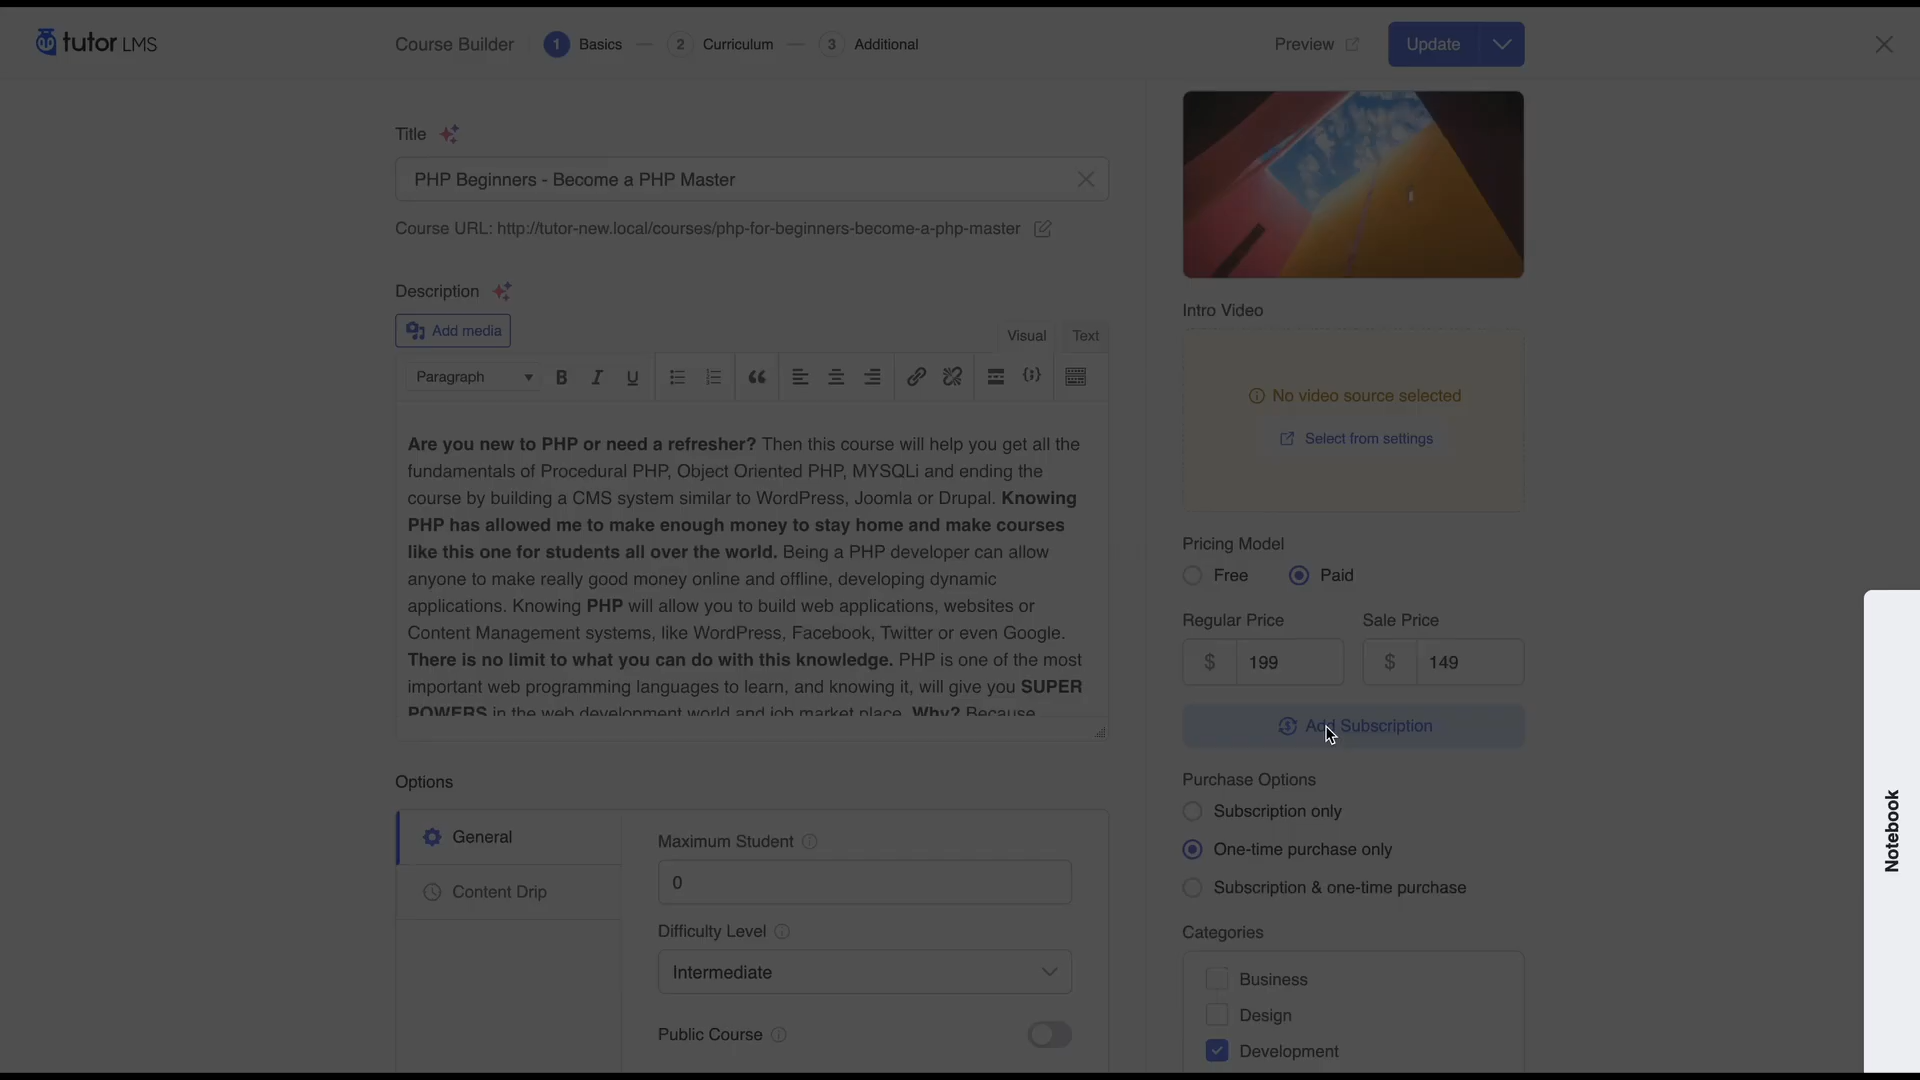 tutor LMS
Course Builder
1 Basics
2 Curriculum
3 Additional
Preview
Update
Title
PHP Beginners - Become a PHP Master
Course URL: http://tutor-new.local/courses/php-for-beginners-become-a-php-master
Description
Add media
Visual
Text
Paragraph
B I U
Are you new to PHP or need a refresher? Then this course will help you get all the
fundamentals of Procedural PHP, Object Oriented PHP, MYSQLi and ending the
course by building a CMS system similar to WordPress, Joomla or Drupal. Knowing
PHP has allowed me to make enough money to stay home and make courses
like this one for students all over the world. Being a PHP developer can allow
anyone to make really good money online and offline, developing dynamic
applications. Knowing PHP will allow you to build web applications, websites or
Content Management systems, like WordPress, Facebook, Twitter or even Google.
There is no limit to what you can do with this knowledge. PHP is one of the most
important web programming languages to learn, and knowing it, will give you SUPER
POWERS in the web development world and job market place. Why? Because
Options
General
Content Drip
Maximum Student
0
Difficulty Level
Intermediate
Public Course
Intro Video
No video source selected
Select from settings
Pricing Model
Free
Paid
Regular Price
Sale Price
$ 199
$ 149
Add Subscription
Purchase Options
Subscription only
One-time purchase only
Subscription & one-time purchase
Categories
Business
Design
Development
Notebook